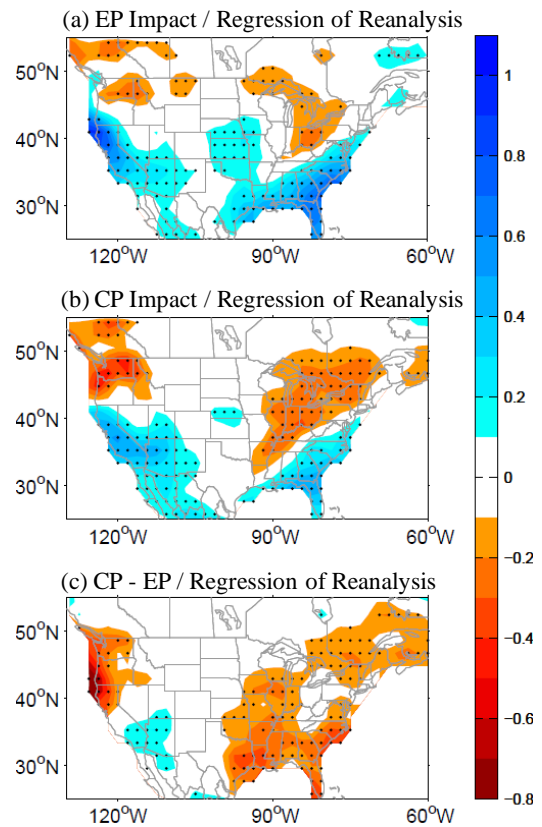 (a) EP Impact / Regression of Reanalysis
50°N
40°N
30°N
120°W
90°W
60°W
(b) CP Impact / Regression of Reanalysis
50°N
40°N
30°N
120°W
90°W
60°W
(c) CP - EP / Regression of Reanalysis
50°N
40°N
30°N
120°W
90°W
60°W
1
0.8
0.6
0.4
0.2
0
−0.2
−0.4
−0.6
−0.8